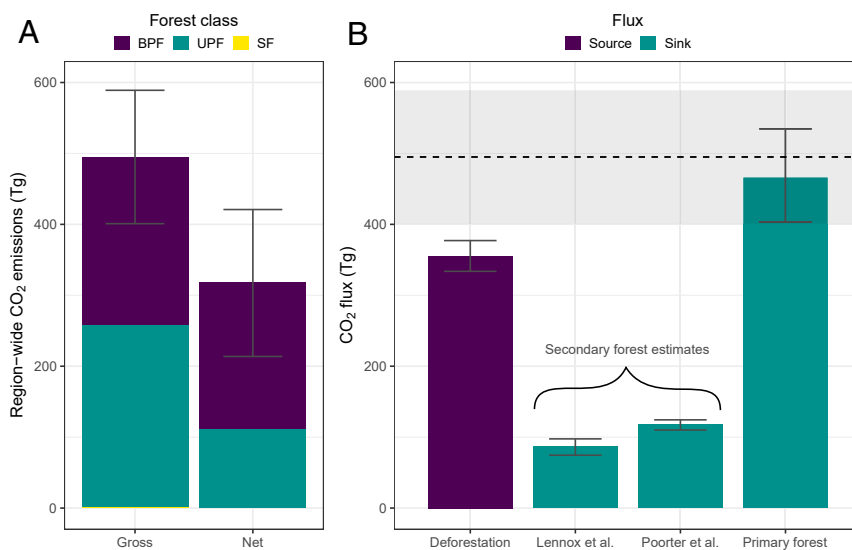 A
Forest class
BPF UPF SF
Region−wide CO2 emissions (Tg)
600
400
200
0
Gross Net
B
Flux
Source Sink
CO2 flux (Tg)
600
400
200
0
Secondary forest estimates
Deforestation Lennox et al. Poorter et al. Primary forest